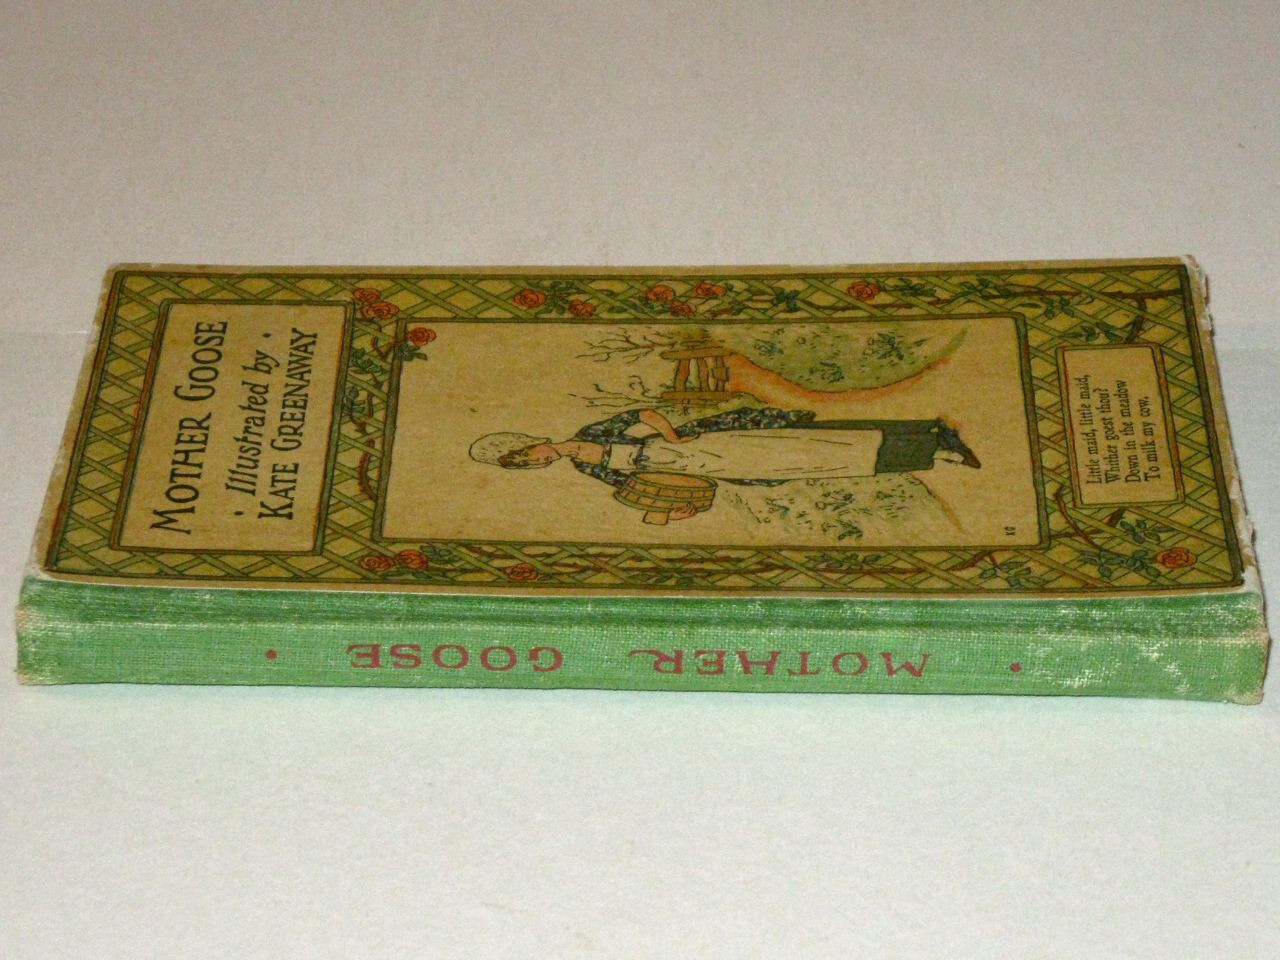 MOTHER GOOSE
· Illustrated by ·
KATE GREENAWAY
Little maid, little maid,
Whither goest thou?
Down in the meadow
To milk my cow.
KG
· MOTHER GOOSE ·